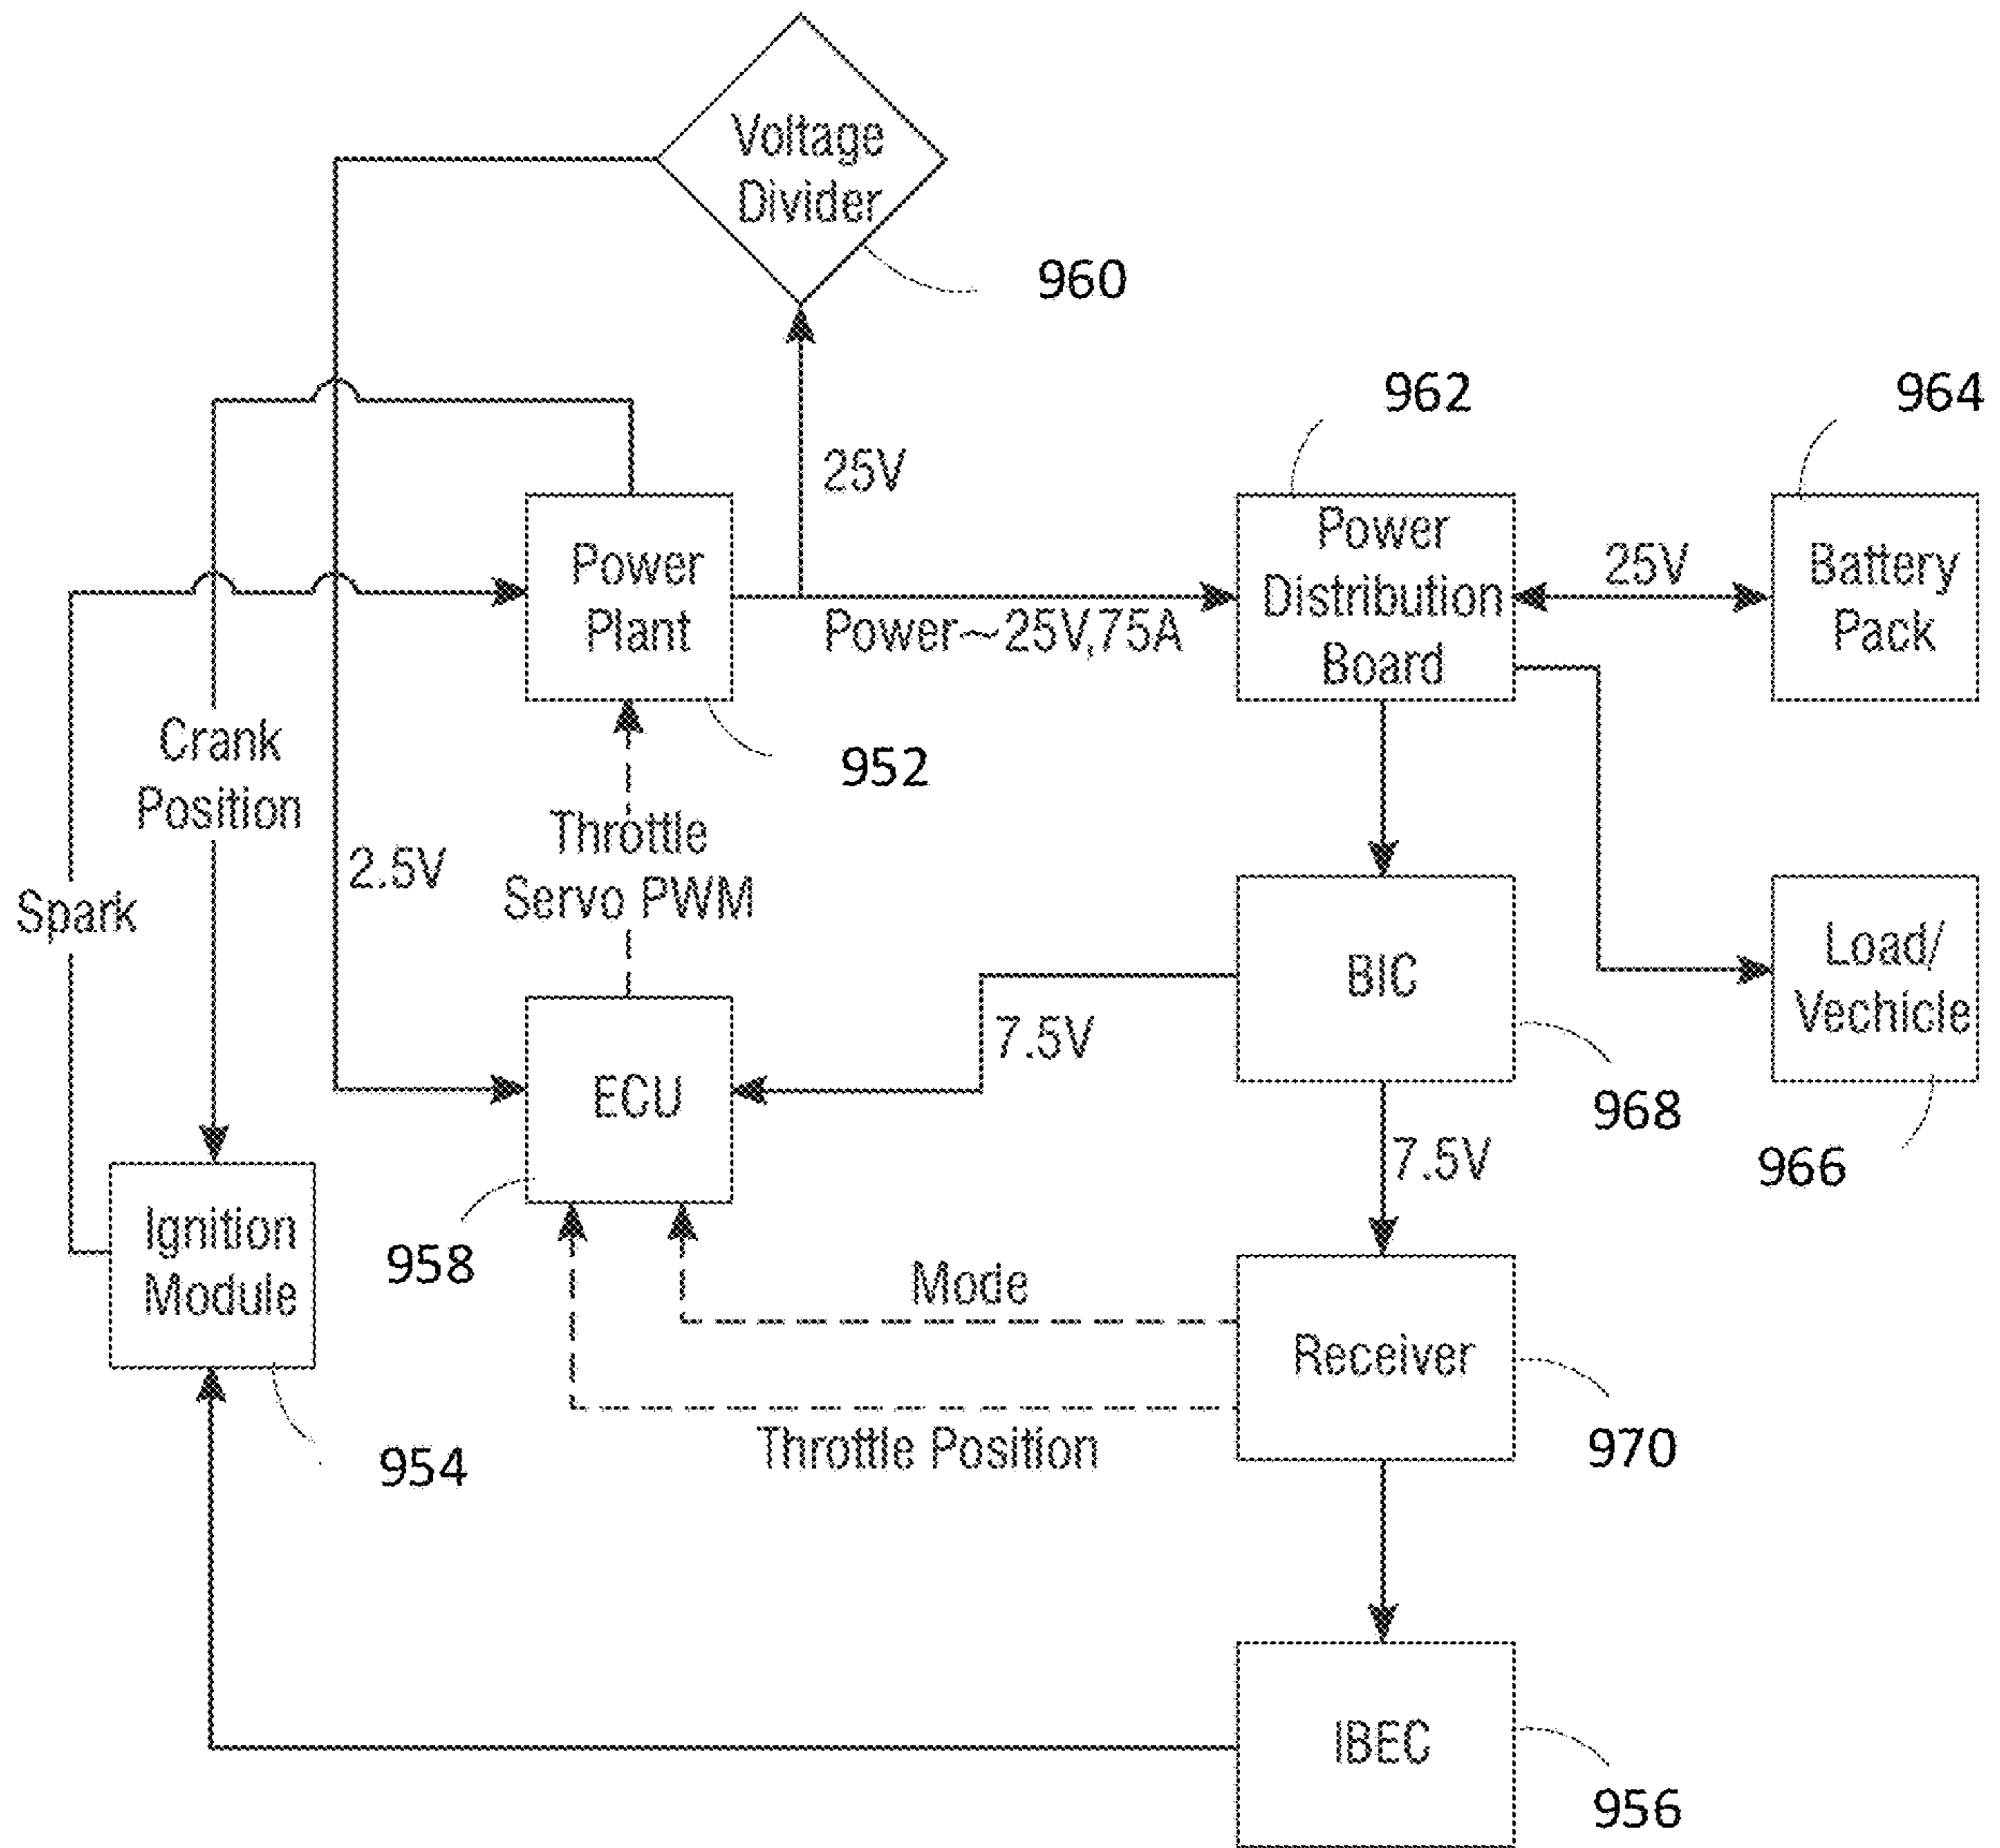 Voltage
Divider
960
962
964
25V
Power
Plant
Power~25V,75A
Power
Distribution
Board
25V
Battery
Pack
952
Crank
Position
Throttle
Servo PWM
2.5V
Spark
BIC
Load/
Vechicle
7.5V
ECU
968
966
7.5V
Ignition
Module
958
Mode
Receiver
970
Throttle Position
954
IBEC
956